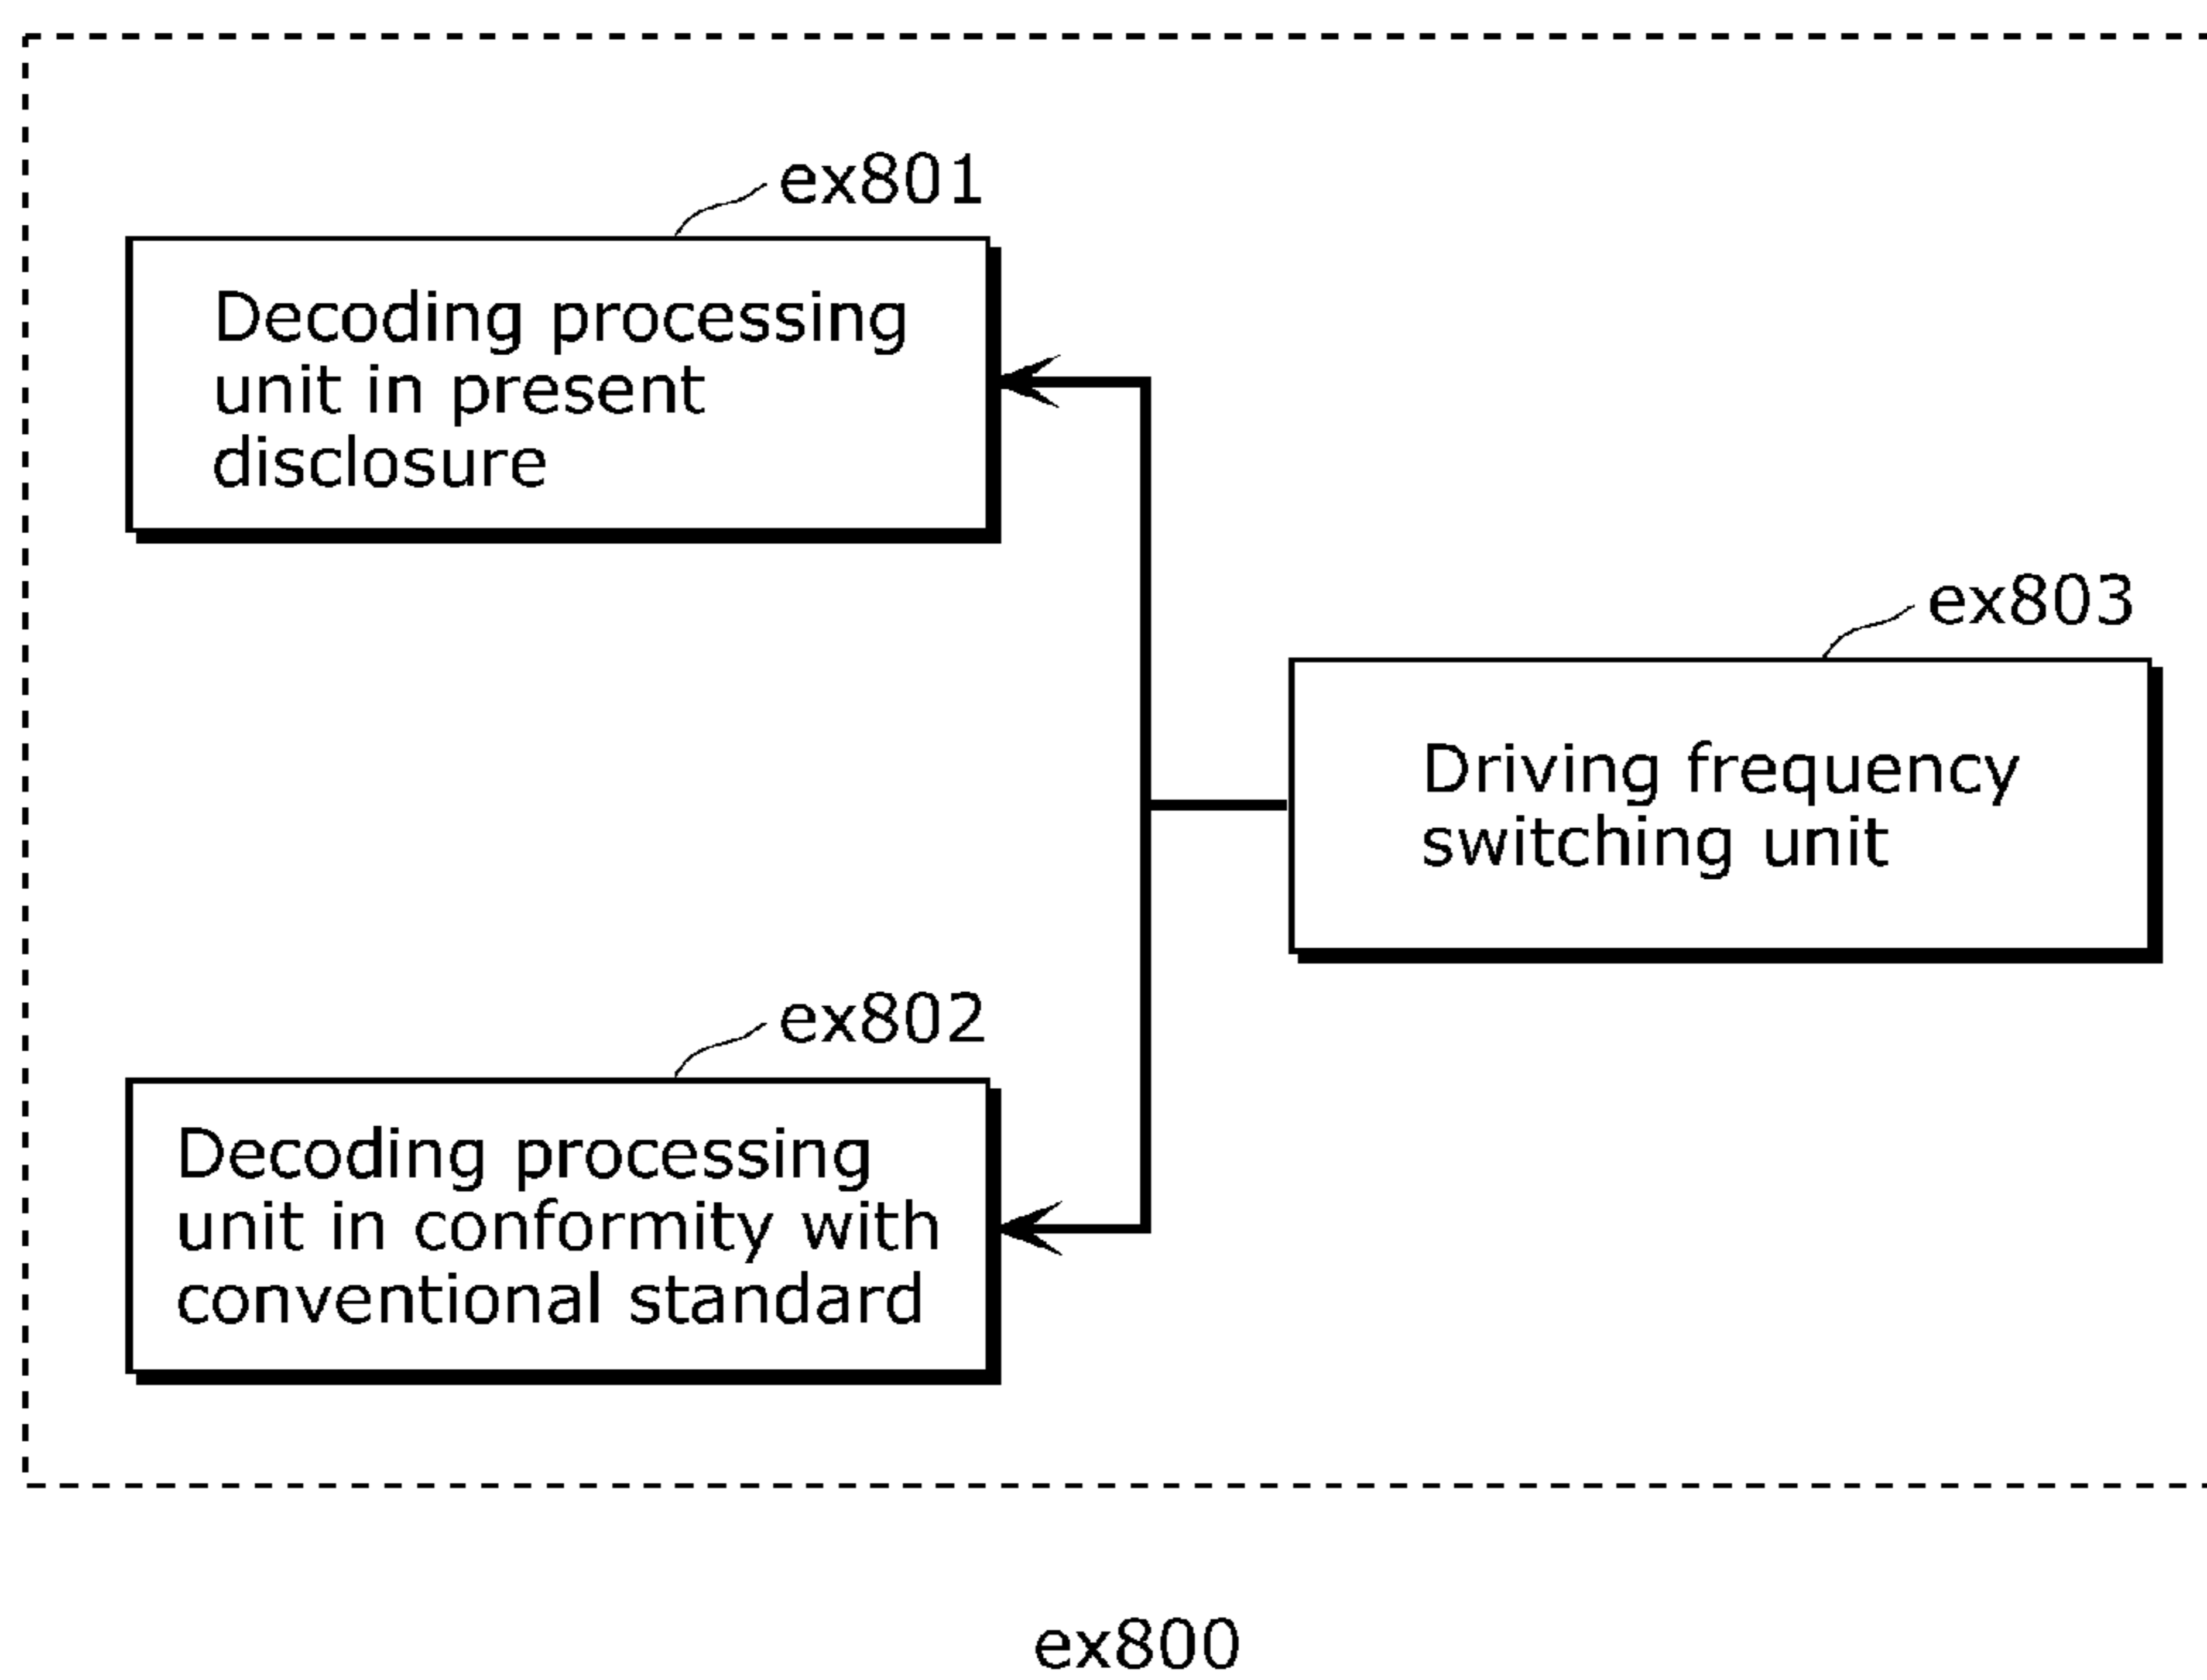 ex801
Decoding processing
unit in present
disclosure
ex803
Driving frequency
switching unit
ex802
Decoding processing
unit in conformity with
conventional standard
ex800